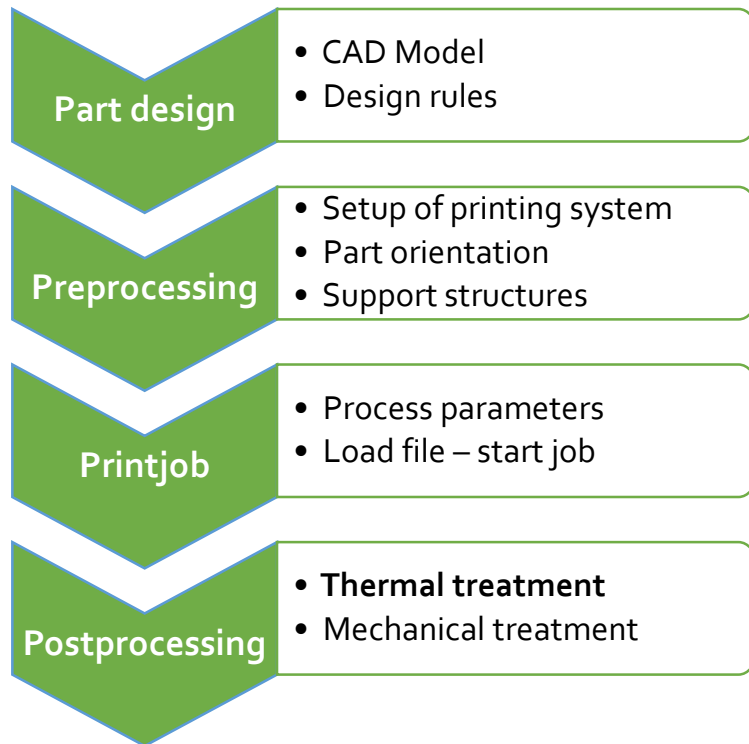 Part design
• CAD Model
• Design rules
Preprocessing
• Setup of printing system
• Part orientation
• Support structures
Printjob
• Process parameters
• Load file – start job
Postprocessing
• Thermal treatment
• Mechanical treatment